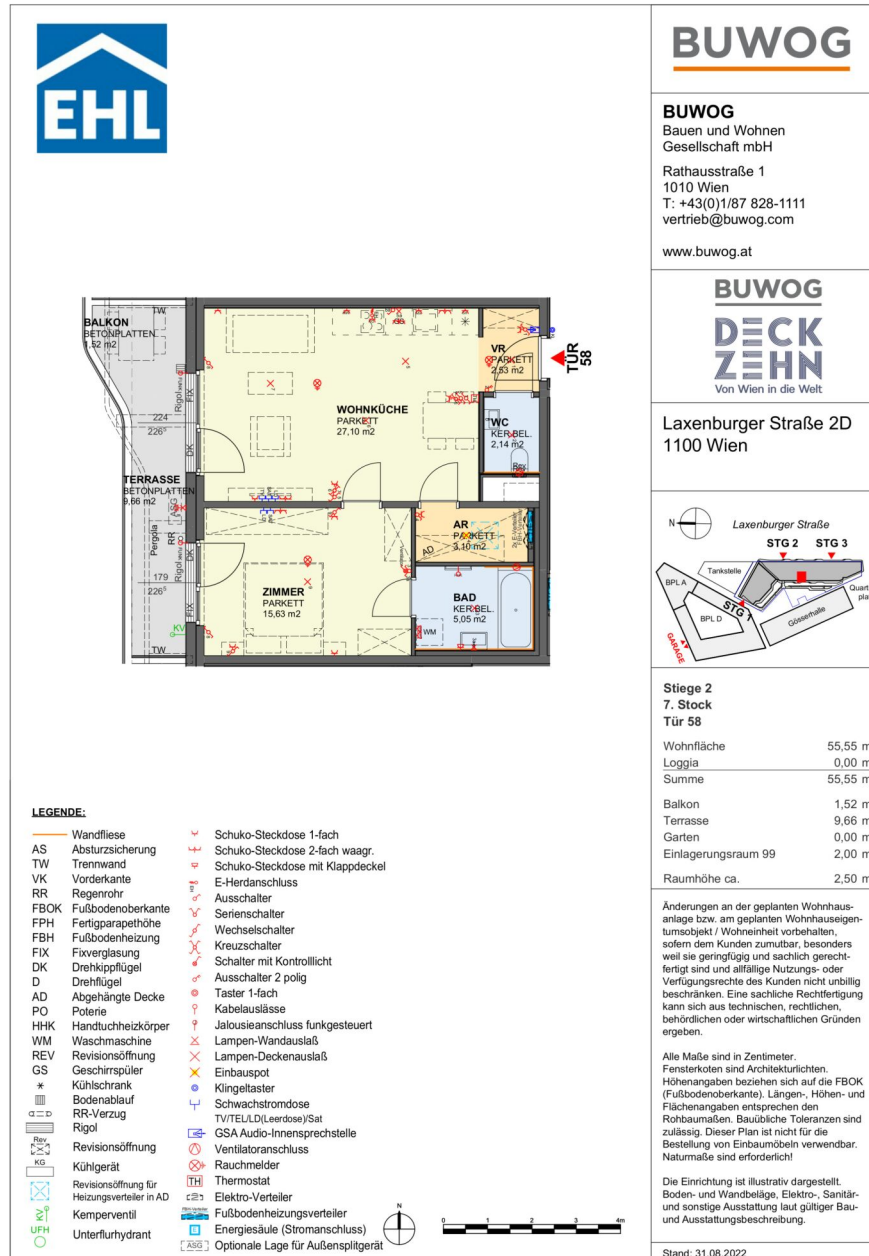 EHL
BUWOG
BUWOG
Bauen und Wohnen
Gesellschaft mbH
Rathausstraße 1
1010 Wien
T: +43(0)1/87 828-1111
vertrieb@buwog.com
www.buwog.at
BUWOG
DECK
ZEHN
Von Wien in die Welt
Laxenburger Straße 2D
1100 Wien
N
Laxenburger Straße
STG 2
STG 3
Tankstelle
BPL A
STG 1
BPL D
Gösserhalle
GARAGE
Stiege 2
7. Stock
Tür 58
Wohnfläche 55,55 m
Loggia 0,00 m
Summe 55,55 m
Balkon 1,52 m
Terrasse 9,66 m
Garten 0,00 m
Einlagerungsraum 99 2,00 m
Raumhöhe ca. 2,50 m
Änderungen an der geplanten Wohnhaus-
anlage bzw. am geplanten Wohnhauseigen-
tumsobjekt / Wohneinheit vorbehalten,
sofern dem Kunden zumutbar, besonders
weil sie geringfügig und sachlich gerecht-
fertigt sind und allfällige Nutzungs- oder
Verfügungsrechte des Kunden nicht unbillig
beschränken. Eine sachliche Rechtfertigung
kann sich aus technischen, rechtlichen,
behördlichen oder wirtschaftlichen Gründen
ergeben.
Alle Maße sind in Zentimeter.
Fensterkoten sind Architekturlichten.
Höhenangaben beziehen sich auf die FBOK
(Fußbodenoberkante). Längen-, Höhen- und
Flächenangaben entsprechen den
Rohbaumaßen. Bauübliche Toleranzen sind
zulässig. Dieser Plan ist nicht für die
Bestellung von Einbaumöbeln verwendbar.
Naturmaße sind erforderlich!
Die Einrichtung ist illustrativ dargestellt.
Boden- und Wandbeläge, Elektro-, Sanitär-
und sonstige Ausstattung laut gültiger Bau-
und Ausstattungsbeschreibung.
Stand: 31.08.2022
TW
BALKON
BETONPLATTEN
1,52 m2
Rigol
FIX
224
226⁵
DK
TERRASSE
BETONPLATTEN
9,66 m2
ASG
Pergola
RR
Rigol
DK
179
226⁵
FIX
KV
TW
WOHNKÜCHE
PARKETT
27,10 m2
VR
PARKETT
2,53 m2
TÜR
58
WC
KER.BEL.
2,14 m2
Rev
AR
PARKETT
3,10 m2
AD
ZIMMER
PARKETT
15,63 m2
BAD
KER.BEL.
5,05 m2
WM
LEGENDE:
Wandfliese
AS Absturzsicherung
TW Trennwand
VK Vorderkante
RR Regenrohr
FBOK Fußbodenoberkante
FPH Fertigparapethöhe
FBH Fußbodenheizung
FIX Fixverglasung
DK Drehkippflügel
D Drehflügel
AD Abgehängte Decke
PO Poterie
HHK Handtuchheizkörper
WM Waschmaschine
REV Revisionsöffnung
GS Geschirrspüler
* Kühlschrank
Bodenablauf
RR-Verzug
Rigol
Rev Revisionsöffnung
KG Kühlgerät
Revisionsöffnung für
Heizungsverteiler in AD
KV Kemperventil
UFH Unterflurhydrant
Schuko-Steckdose 1-fach
Schuko-Steckdose 2-fach waagr.
Schuko-Steckdose mit Klappdeckel
E-Herdanschluss
Ausschalter
Serienschalter
Wechselschalter
Kreuzschalter
Schalter mit Kontrolllicht
Ausschalter 2 polig
Taster 1-fach
Kabelauslässe
Jalousieanschluss funkgesteuert
Lampen-Wandauslaß
Lampen-Deckenauslaß
Einbauspot
Klingeltaster
Schwachstromdose
TV/TEL/LD(Leerdose)/Sat
GSA Audio-Innensprechstelle
Ventilatoranschluss
Rauchmelder
TH Thermostat
Elektro-Verteiler
Fußbodenheizungsverteiler
Energiesäule (Stromanschluss)
ASG Optionale Lage für Außensplitgerät
N
0 1 2 3 4m